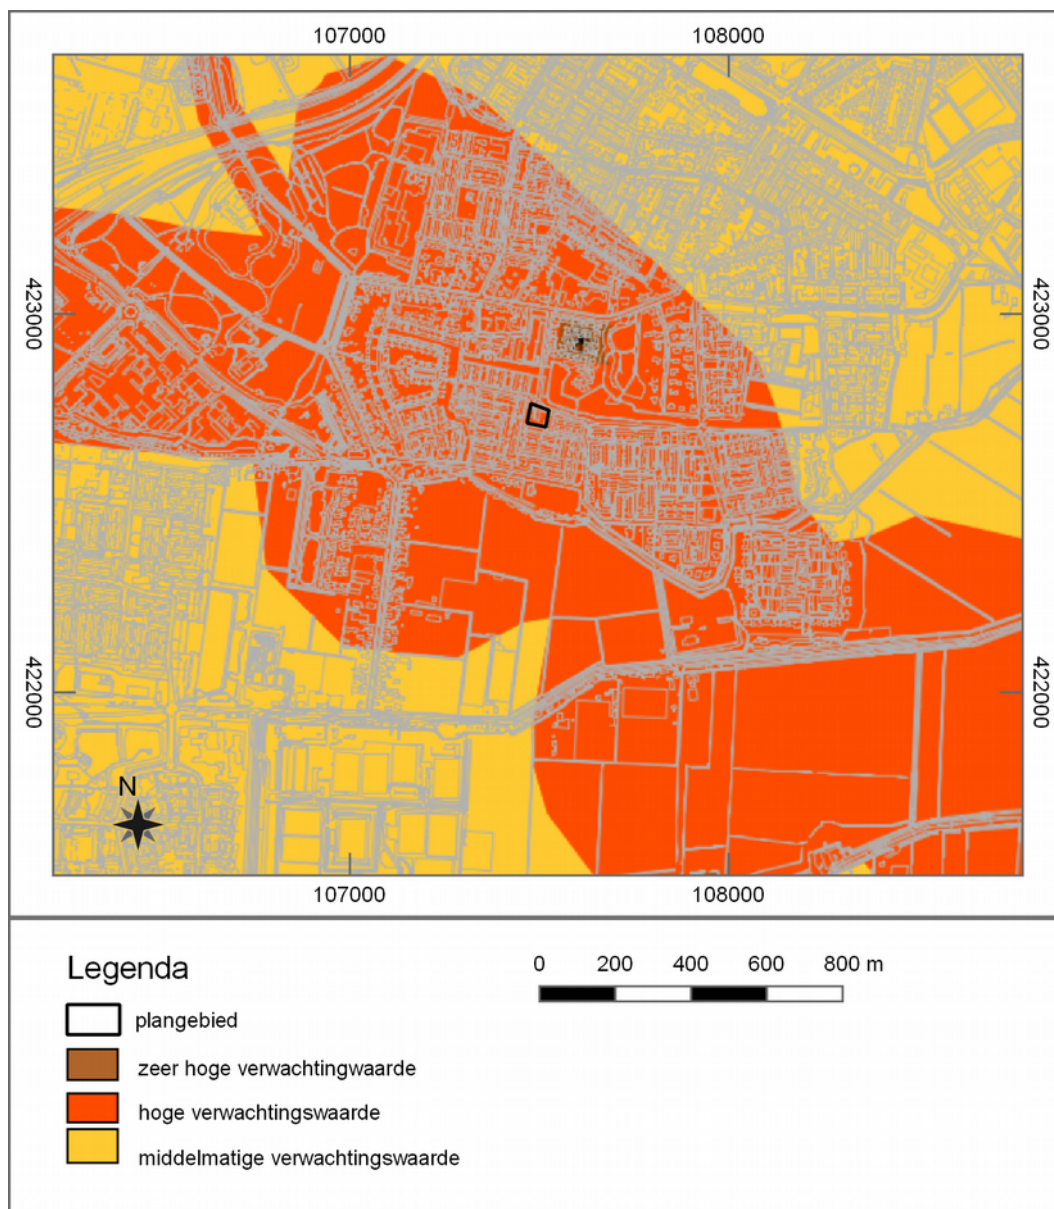 107000 108000
423000 423000
422000 422000
N
107000 108000
Legenda
0 200 400 600 800 m
plangebied
zeer hoge verwachtingwaarde
hoge verwachtingswaarde
middelmatige verwachtingswaarde